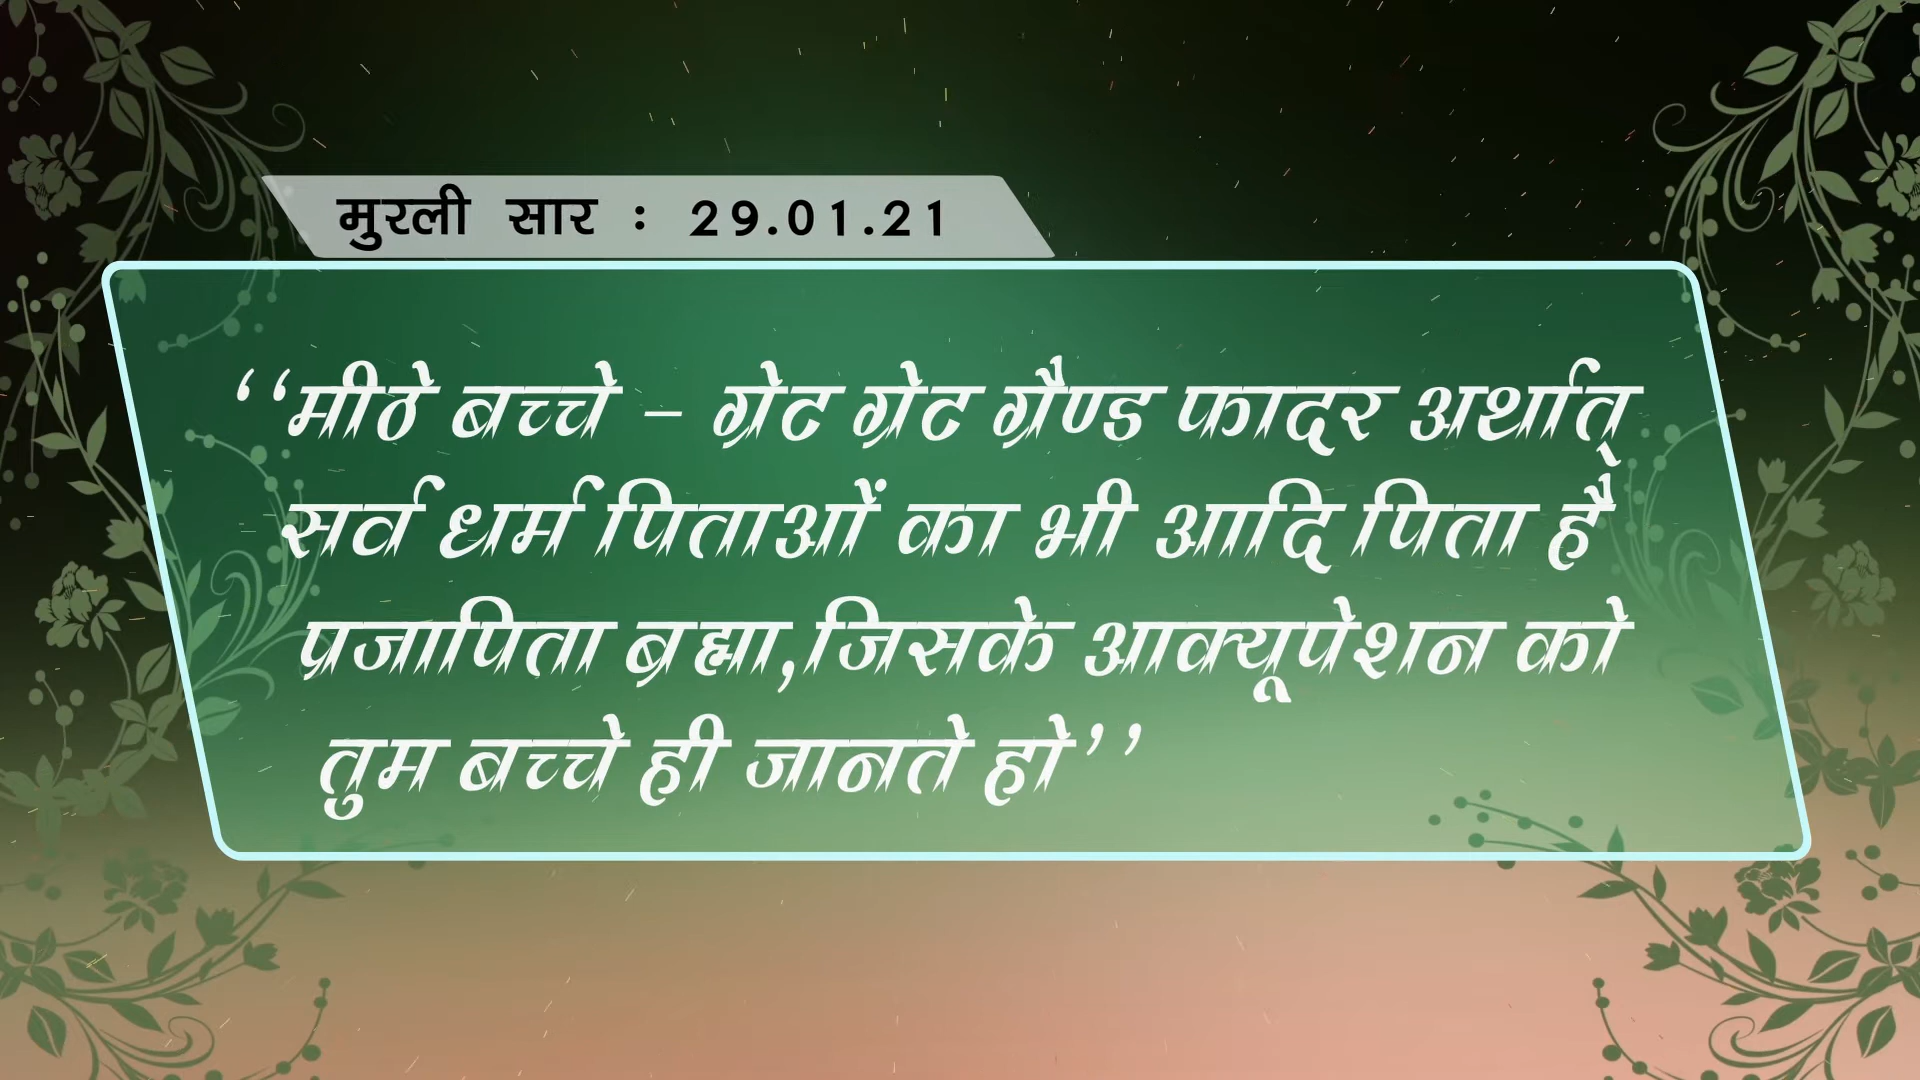 मुरली सार : 29.01.21
‘‘मीठे बच्चे – ग्रेट ग्रेट ग्रैण्ड फादर अर्थात्
सर्व धर्म पिताओं का भी आदि पिता है
प्रजापिता ब्रह्मा,जिसके आक्यूपेशन को
तुम बच्चे ही जानते हो’’